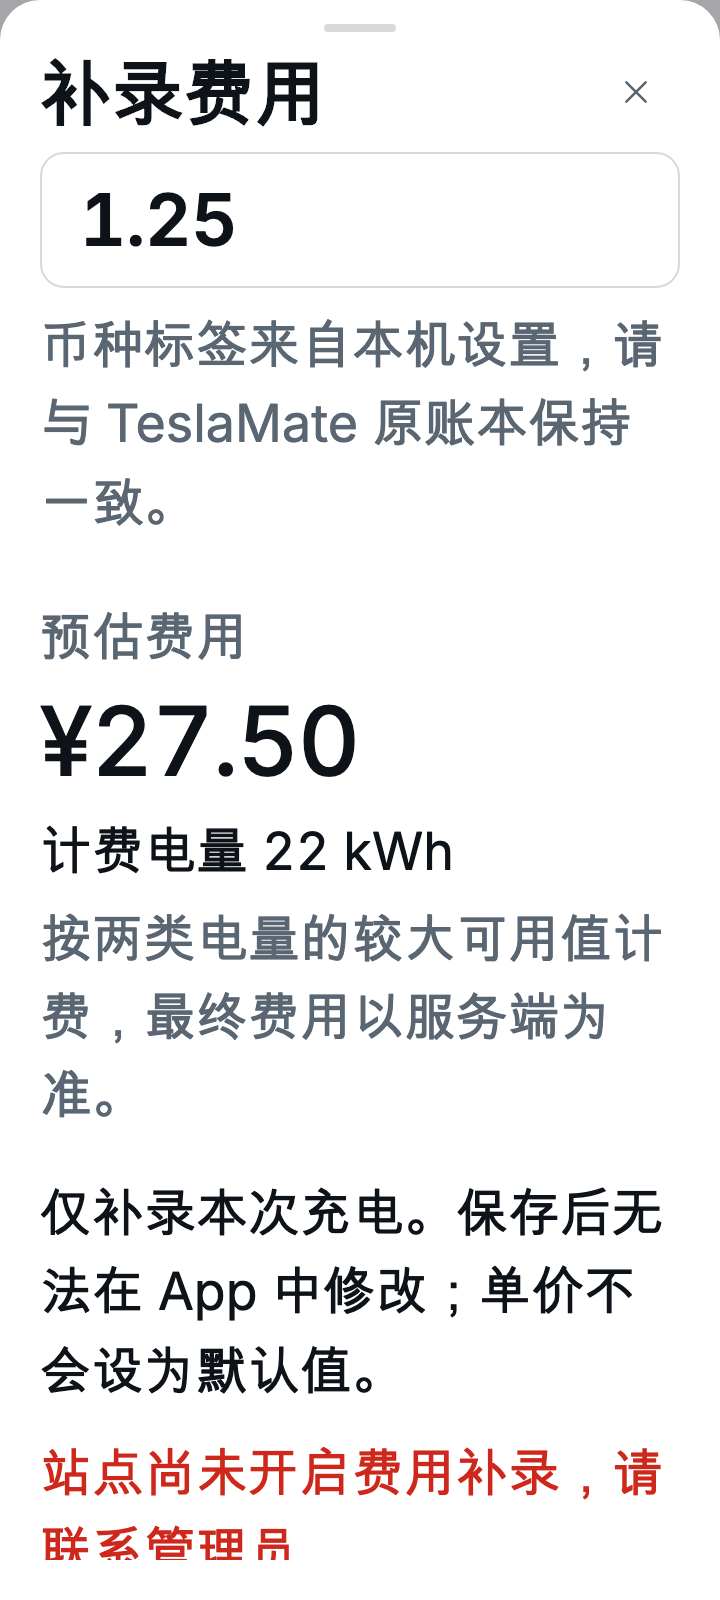 补录费用
1.25
币种标签来自本机设置，请
与 TeslaMate 原账本保持
一致。
预估费用
¥27.50
计费电量 22 kWh
按两类电量的较大可用值计
费，最终费用以服务端为
准。
仅补录本次充电。保存后无
法在 App 中修改；单价不
会设为默认值。
站点尚未开启费用补录，请
联系管理员